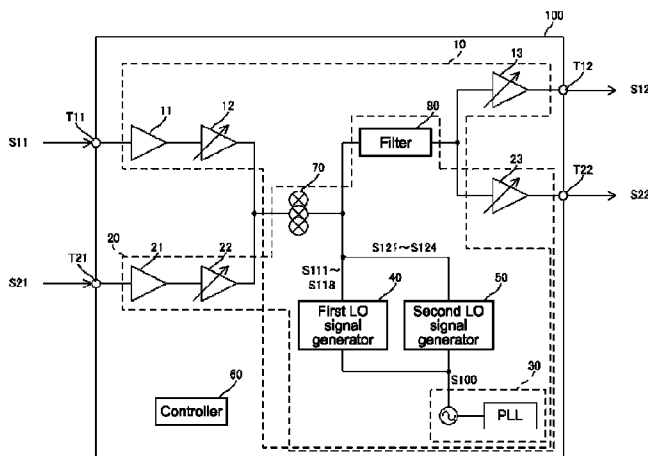 100
10
13
T12
S12
T11
11
12
80
S11
Filter
23
T22
70
S22
20
T21
21
22
S121~S124
S21
S111~
S118
40
50
First LO
signal
generator
Second LO
signal
generator
60
S100
30
Controller
PLL